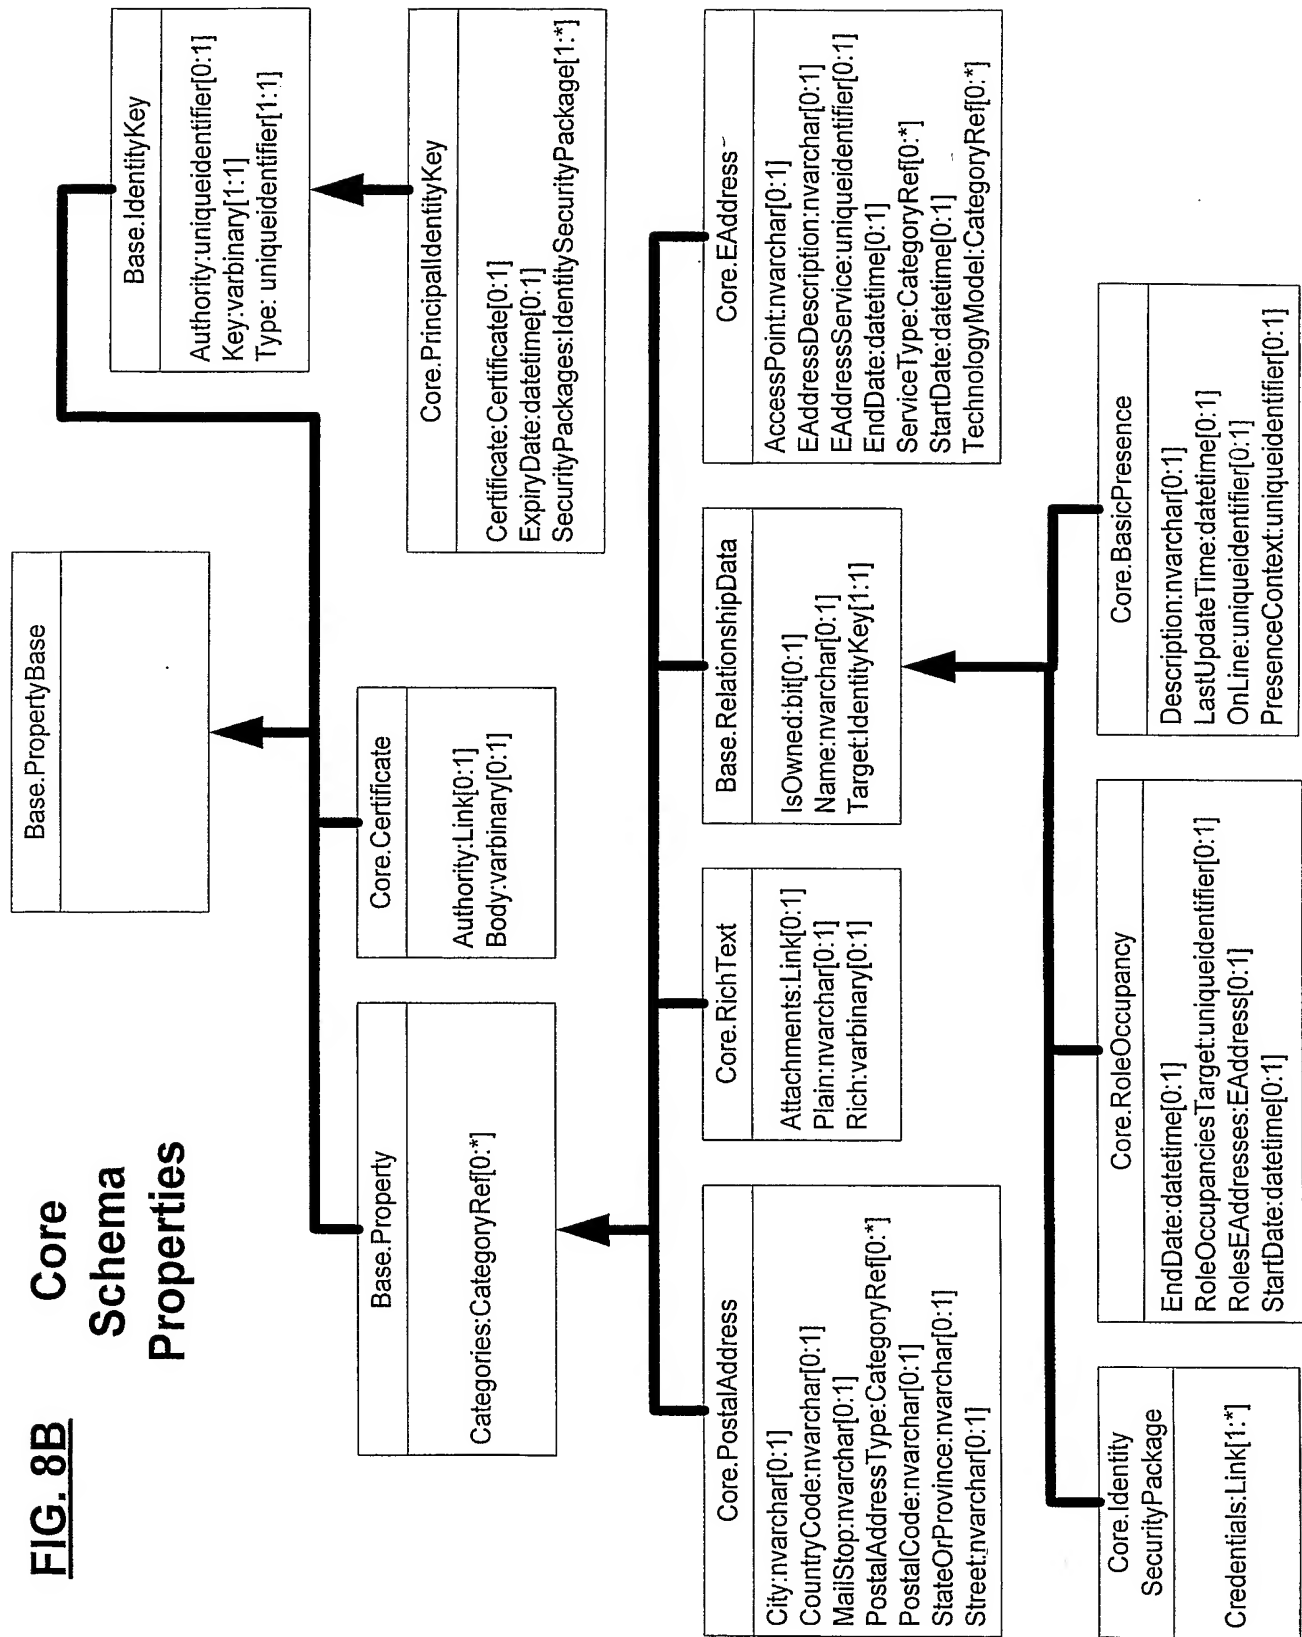 FIG. 8B
Core
Schema
Properties
Base.PropertyBase
Base.Property
Categories:CategoryRef[0:*]
Core.Certificate
Authority:Link[0:1]
Body:varbinary[0:1]
Base.IdentityKey
Authority:uniqueidentifier[0:1]
Key:varbinary[1:1]
Type: uniqueidentifier[1:1]
Core.PrincipalIdentityKey
Certificate:Certificate[0:1]
ExpiryDate:datetime[0:1]
SecurityPackages:IdentitySecurityPackage[1:*]
Core.PostalAddress
City:nvarchar[0:1]
CountryCode:nvarchar[0:1]
MailStop:nvarchar[0:1]
PostalAddressType:CategoryRef[0:*]
PostalCode:nvarchar[0:1]
StateOrProvince:nvarchar[0:1]
Street:nvarchar[0:1]
Core.RichText
Attachments:Link[0:1]
Plain:nvarchar[0:1]
Rich:varbinary[0:1]
Base.RelationshipData
IsOwned:bit[0:1]
Name:nvarchar[0:1]
Target:IdentityKey[1:1]
Core.EAddress
AccessPoint:nvarchar[0:1]
EAddressDescription:nvarchar[0:1]
EAddressService:uniqueidentifier[0:1]
EndDate:datetime[0:1]
ServiceType:CategoryRef[0:*]
StartDate:datetime[0:1]
TechnologyModel:CategoryRef[0:*]
Core.Identity
SecurityPackage
Credentials:Link[1:*]
Core.RoleOccupancy
EndDate:datetime[0:1]
RoleOccupanciesTarget:uniqueidentifier[0:1]
RolesEAddresses:EAddress[0:1]
StartDate:datetime[0:1]
Core.BasicPresence
Description:nvarchar[0:1]
LastUpdateTime:datetime[0:1]
OnLine:uniqueidentifier[0:1]
PresenceContext:uniqueidentifier[0:1]